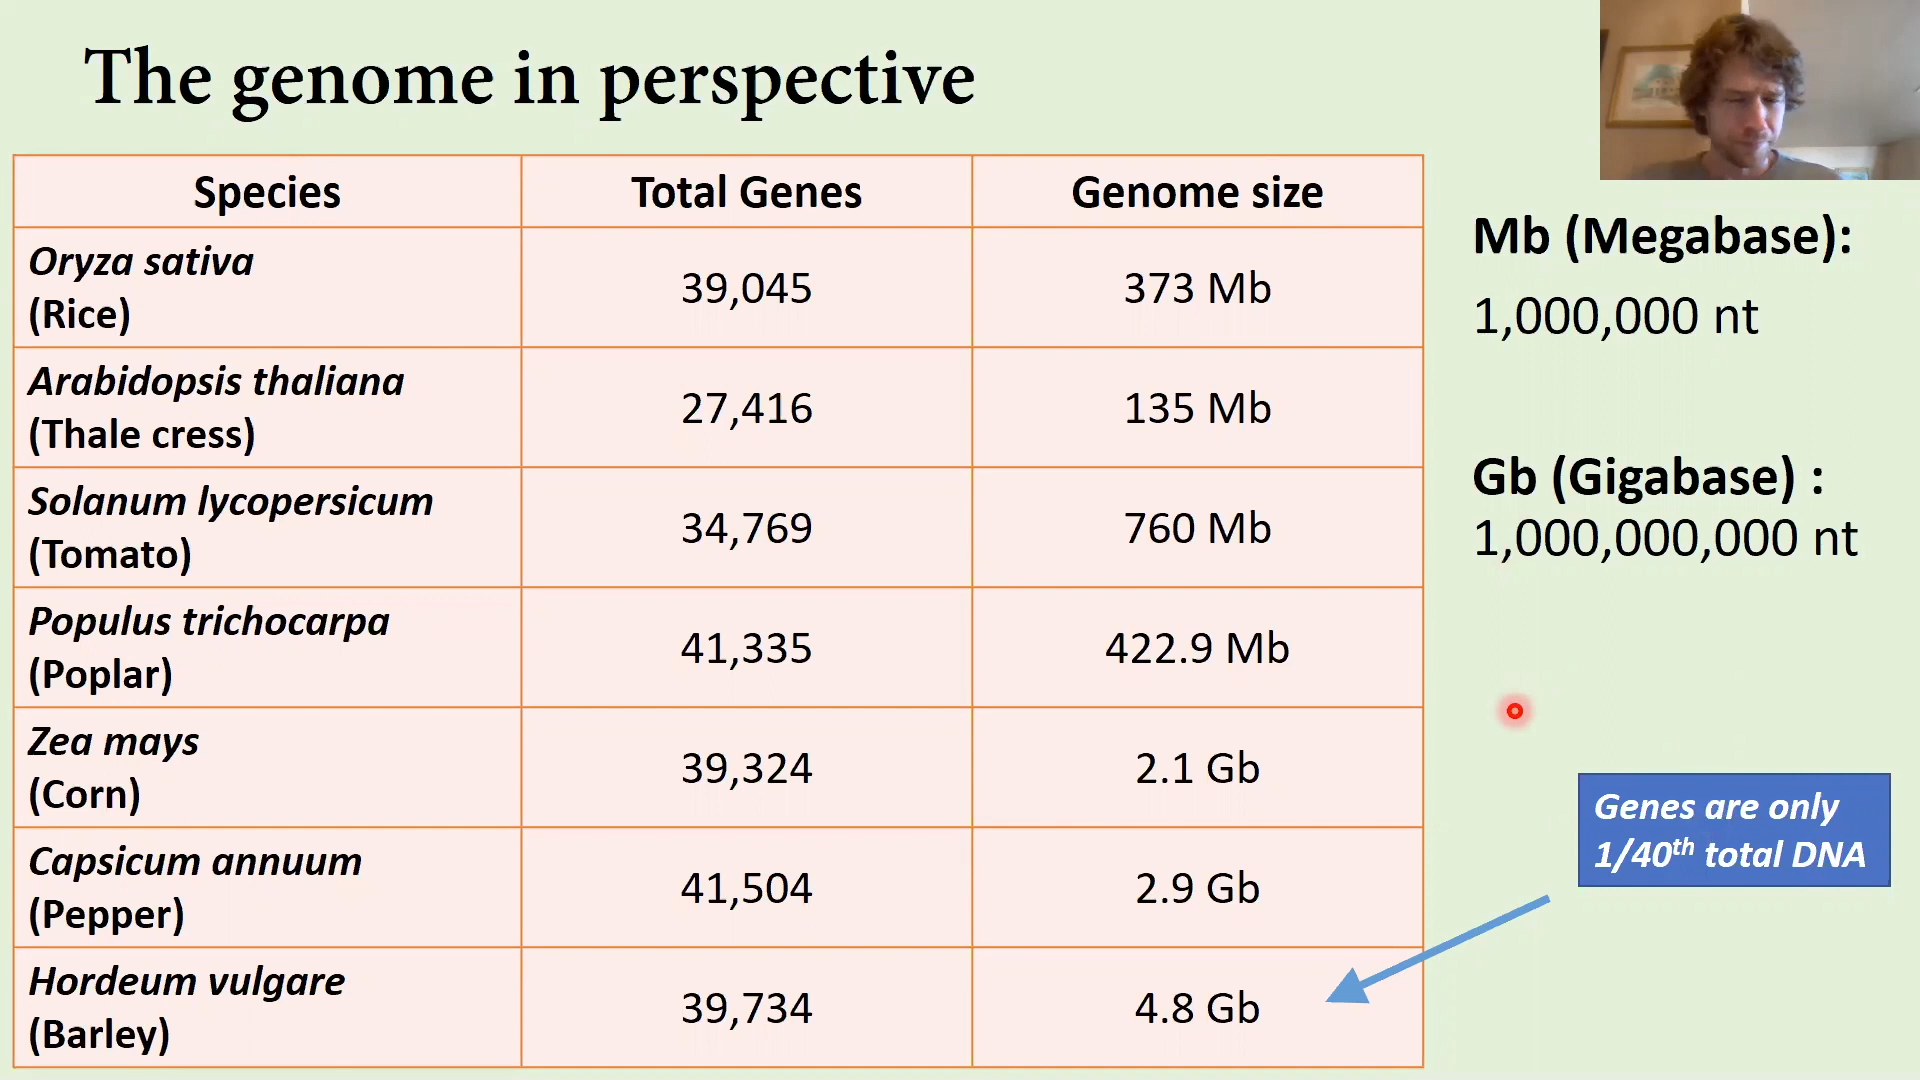 The genome in perspective
Species Total Genes Genome size
Oryza sativa
(Rice) 39,045 373 Mb
Arabidopsis thaliana
(Thale cress) 27,416 135 Mb
Solanum lycopersicum
(Tomato) 34,769 760 Mb
Populus trichocarpa
(Poplar) 41,335 422.9 Mb
Zea mays
(Corn) 39,324 2.1 Gb
Capsicum annuum
(Pepper) 41,504 2.9 Gb
Hordeum vulgare
(Barley) 39,734 4.8 Gb
Mb (Megabase):
1,000,000 nt
Gb (Gigabase) :
1,000,000,000 nt
Genes are only
1/40th total DNA